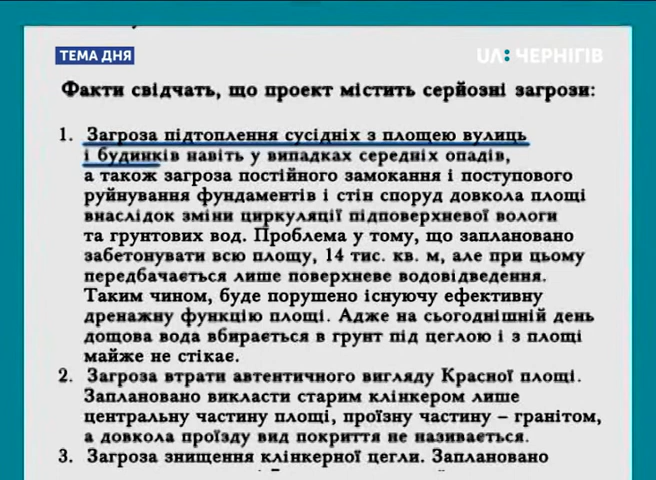 ТЕМА ДНЯ
UA: ЧЕРНІГІВ
Факти свідчать, що проект містить серйозні загрози:
1. Загроза підтоплення сусідніх з площею вулиць
і будинків навіть у випадках середніх опадів,
а також загроза постійного замокання і поступового
руйнування фундаментів і стін споруд довкола площі
внаслідок зміни циркуляції підповерхневої вологи
та грунтових вод. Проблема у тому, що заплановано
забетонувати всю площу, 14 тис. кв. м, але при цьому
передбачається лише поверхневе водовідведення.
Таким чином, буде порушено існуючу ефективну
дренажну функцію площі. Адже на сьогоднішній день
дощова вода вбирається в грунт під цеглою і з площі
майже не стікає.
2. Загроза втрати автентичного вигляду Красної площі.
Заплановано викласти старим клінкером лише
центральну частину площі, проїзну частину – гранітом,
а довкола проїзду вид покриття не називається.
3. Загроза знищення клінкерної цегли. Заплановано